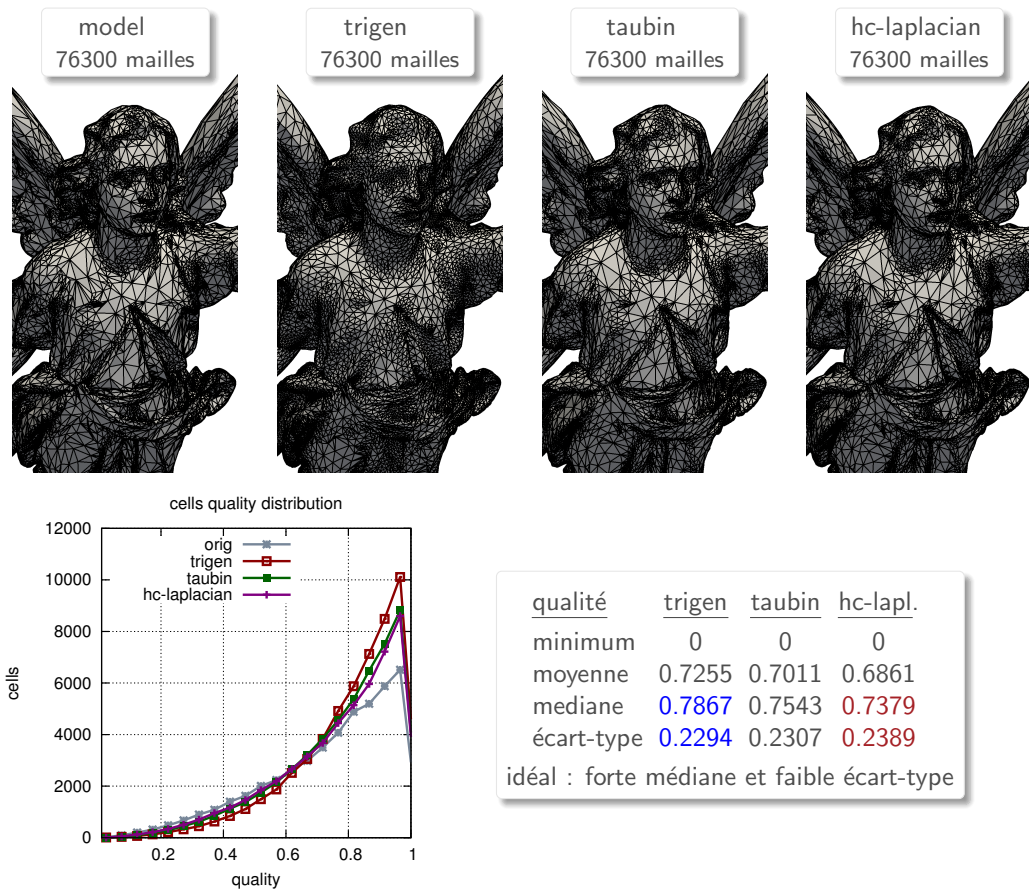 model
76300 mailles
trigen
76300 mailles
taubin
76300 mailles
hc-laplacian
76300 mailles
cells quality distribution
12000
10000
8000
6000
4000
2000
0
cells
orig
trigen
taubin
hc-laplacian
0.2 0.4 0.6 0.8 1
quality
qualité trigen taubin hc-lapl.
minimum 0 0 0
moyenne 0.7255 0.7011 0.6861
mediane 0.7867 0.7543 0.7379
écart-type 0.2294 0.2307 0.2389
idéal : forte médiane et faible écart-type